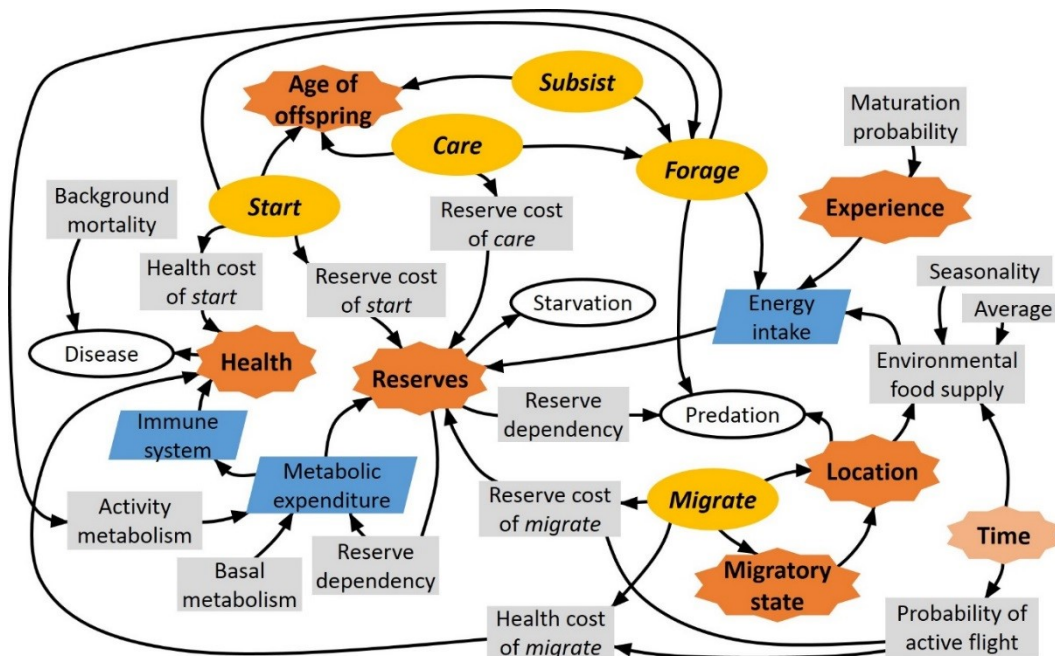 Subsist
Age of
offspring
Care
Maturation
probability
Forage
Background
mortality
Start
Experience
Reserve cost
of care
Health cost
of start
Reserve cost
of start
Seasonality
Average
Starvation
Energy
intake
Disease
Health
Reserves
Environmental
food supply
Reserve
dependency
Predation
Immune
system
Metabolic
expenditure
Location
Reserve cost
of migrate
Migrate
Activity
metabolism
Time
Basal
metabolism
Reserve
dependency
Migratory
state
Health cost
of migrate
Probability of
active flight